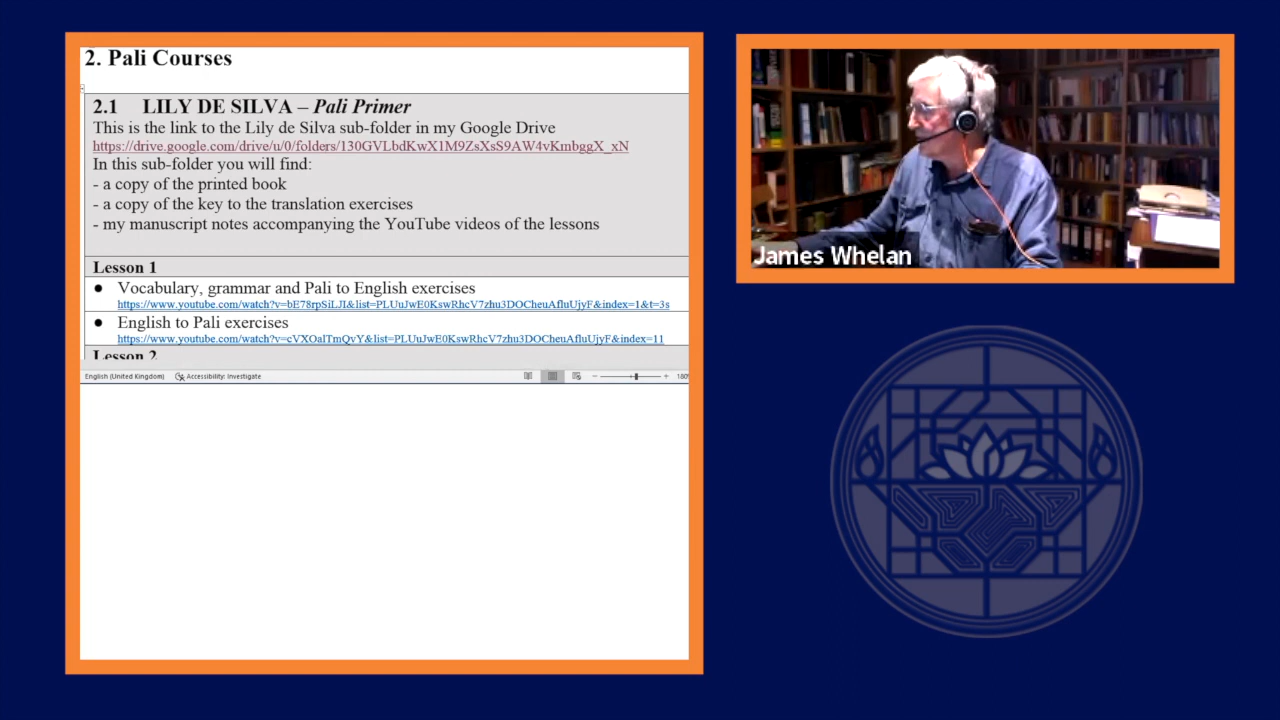 2. Pali Courses
2.1 LILY DE SILVA – Pali Primer
This is the link to the Lily de Silva sub-folder in my Google Drive
https://drive.google.com/drive/u/0/folders/130GVLbdKwX1M9ZsXsS9AW4vKmbggX_xN
In this sub-folder you will find:
- a copy of the printed book
- a copy of the key to the translation exercises
- my manuscript notes accompanying the YouTube videos of the lessons
Lesson 1
● Vocabulary, grammar and Pali to English exercises
https://www.youtube.com/watch?v=bE78rpSiLJI&list=PLUuJwE0KswRhcV7zhu3DOCheuAfluUjyF&index=1&t=3s
● English to Pali exercises
https://www.youtube.com/watch?v=cVXOalTmQvY&list=PLUuJwE0KswRhcV7zhu3DOCheuAfluUjyF&index=11
Lesson 2
English (United Kingdom) Accessibility: Investigate
James Whelan